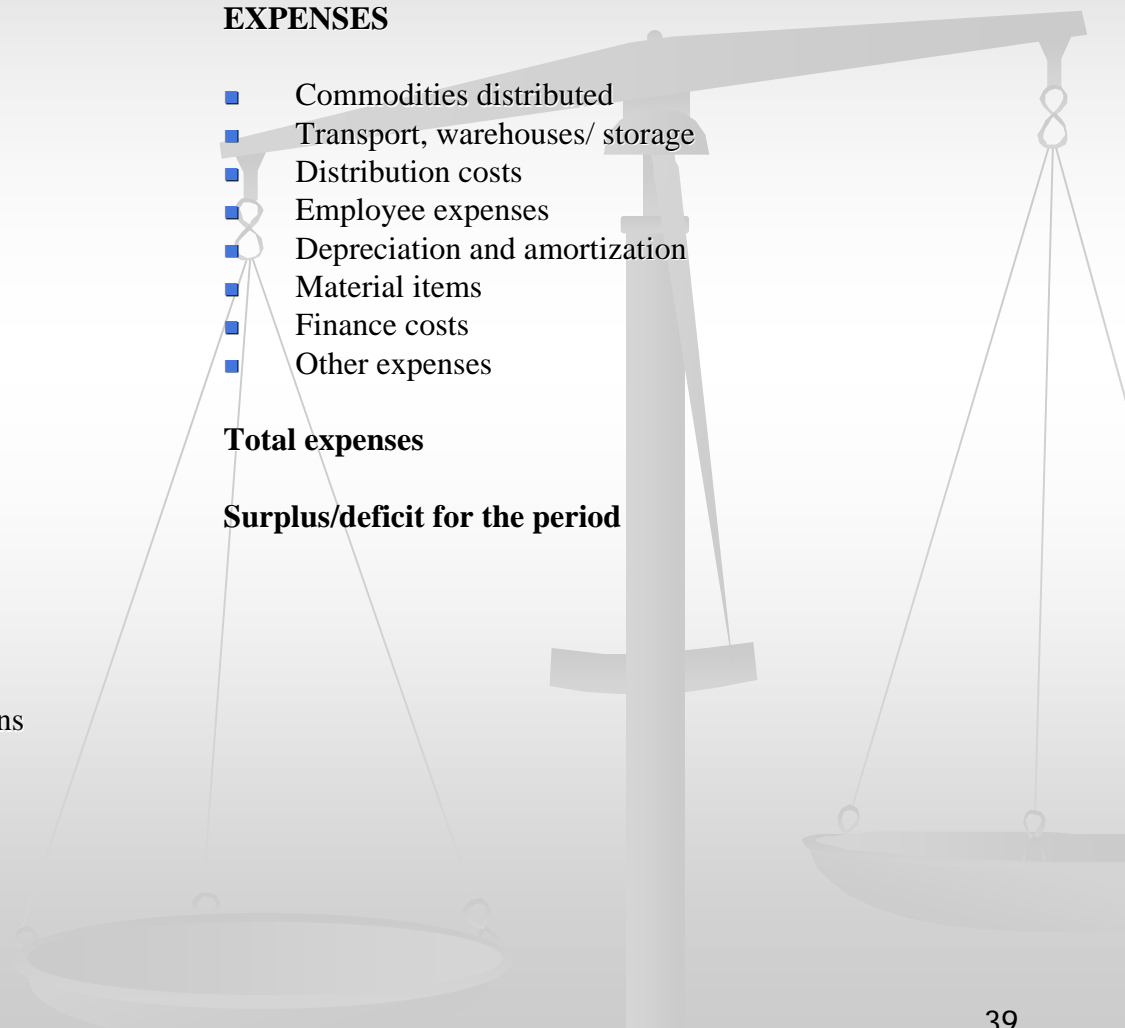 EXPENSES
Commodities distributed
Transport, warehouses/ storage
Distribution costs
Employee expenses
Depreciation and amortization
Material items
Finance costs
Other expenses
Total expenses
Surplus/deficit for the period
ns
39